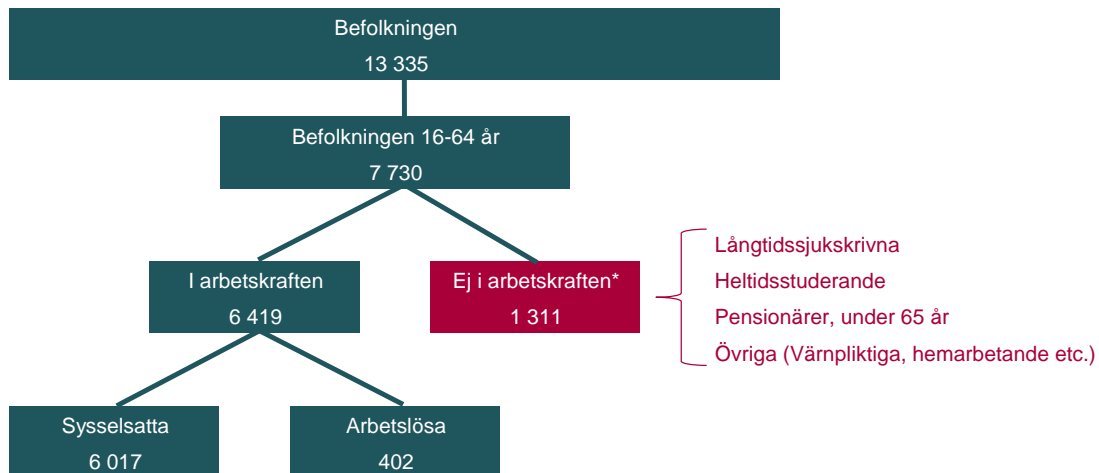 Befolkningen
13 335
Befolkningen 16-64 år
7 730
I arbetskraften
6 419
Ej i arbetskraften*
1 311
Långtidssjukskrivna
Heltidsstuderande
Pensionärer, under 65 år
Övriga (Värnpliktiga, hemarbetande etc.)
Sysselsatta
6 017
Arbetslösa
402